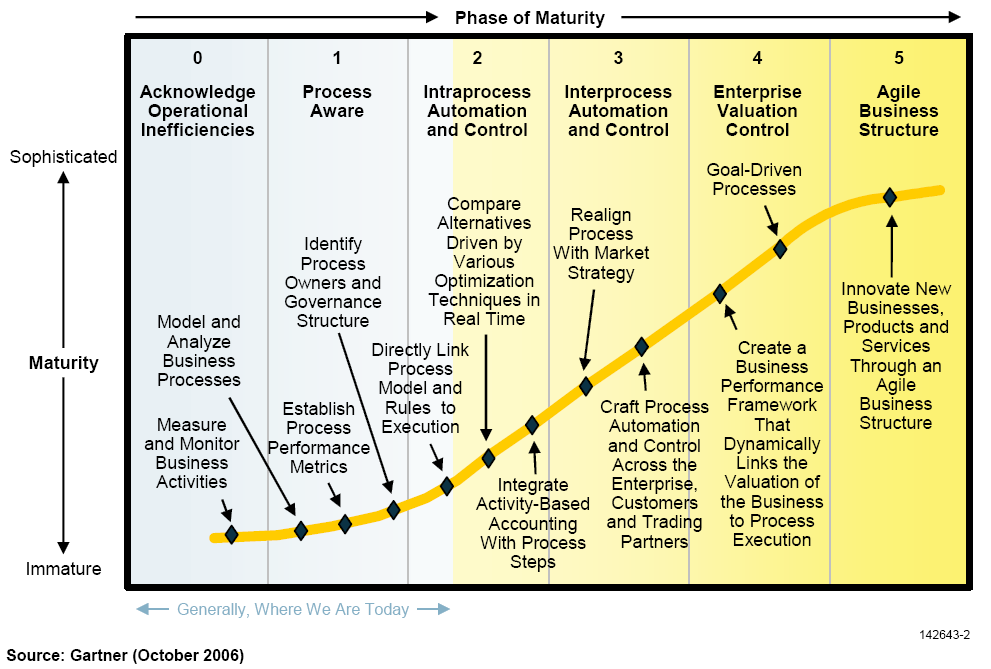 Phase of Maturity
0
Acknowledge
Operational
Inefficiencies
1
Process
Aware
2
Intraprocess
Automation
and Control
3
Interprocess
Automation
and Control
4
Enterprise
Valuation
Control
5
Agile
Business
Structure
Sophisticated
Maturity
Immature
Measure
and Monitor
Business
Activities
Model and
Analyze
Business
Processes
Establish
Process
Performance
Metrics
Identify
Process
Owners and
Governance
Structure
Directly Link
Process
Model and
Rules to
Execution
Compare
Alternatives
Driven by
Various
Optimization
Techniques in
Real Time
Integrate
Activity-Based
Accounting
With Process
Steps
Realign
Process
With Market
Strategy
Craft Process
Automation
and Control
Across the
Enterprise,
Customers
and Trading
Partners
Create a
Business
Performance
Framework
That
Dynamically
Links the
Valuation of
the Business
to Process
Execution
Goal-Driven
Processes
Innovate New
Businesses,
Products and
Services
Through an
Agile
Business
Structure
Generally, Where We Are Today
142643-2
Source: Gartner (October 2006)